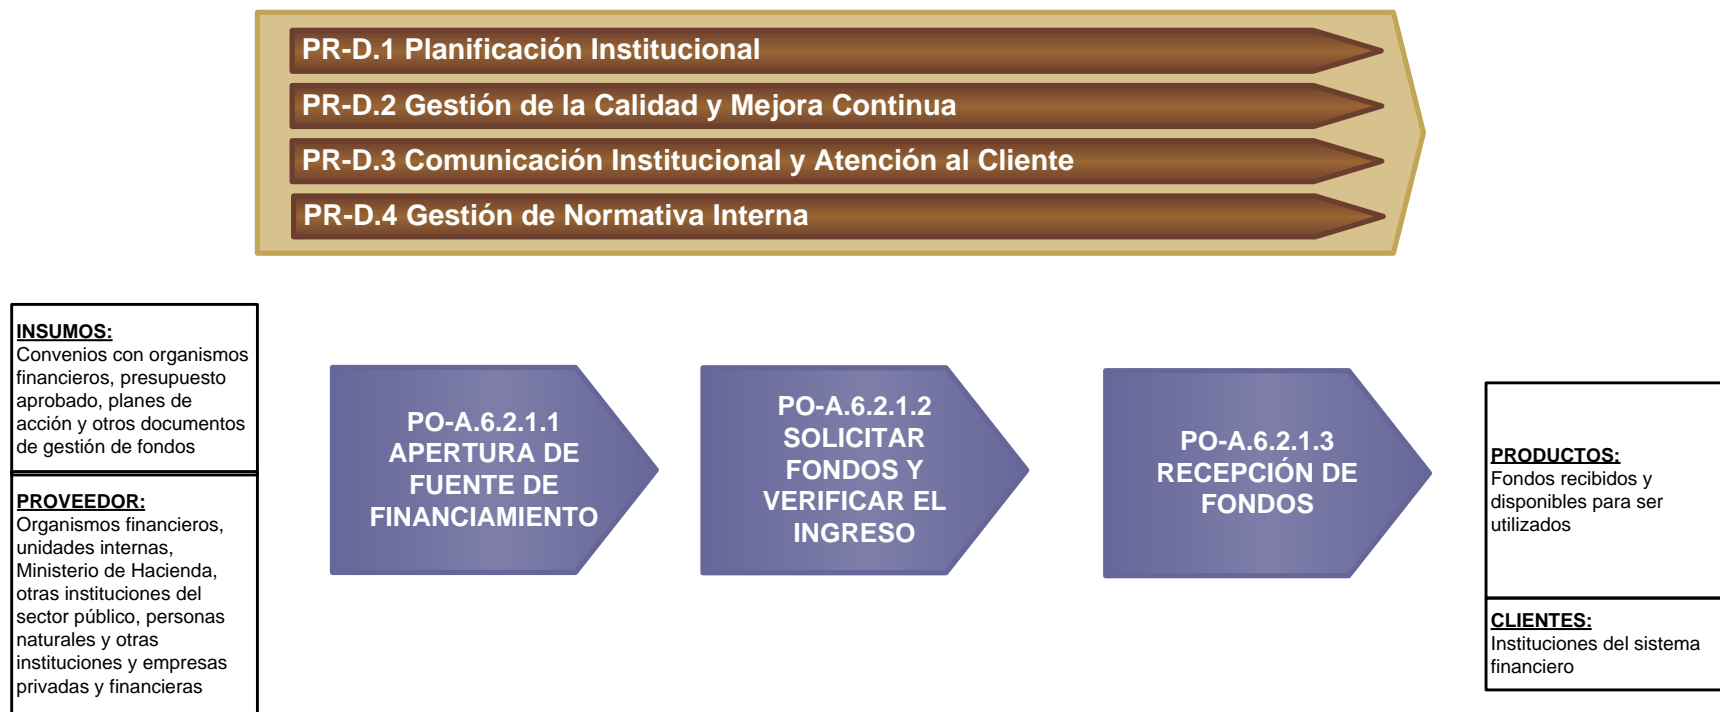 PR-D.1 Planificación Institucional
PR-D.2 Gestión de la Calidad y Mejora Continua
PR-D.3 Comunicación Institucional y Atención al Cliente
PR-D.4 Gestión de Normativa Interna
INSUMOS:
Convenios con organismos
financieros, presupuesto
aprobado, planes de
acción y otros documentos
de gestión de fondos
PROVEEDOR:
Organismos financieros,
unidades internas,
Ministerio de Hacienda,
otras instituciones del
sector público, personas
naturales y otras
instituciones y empresas
privadas y financieras
PO-A.6.2.1.1
APERTURA DE
FUENTE DE
FINANCIAMIENTO
PO-A.6.2.1.2
SOLICITAR
FONDOS Y
VERIFICAR EL
INGRESO
PO-A.6.2.1.3
RECEPCIÓN DE
FONDOS
PRODUCTOS:
Fondos recibidos y
disponibles para ser
utilizados
CLIENTES:
Instituciones del sistema
financiero